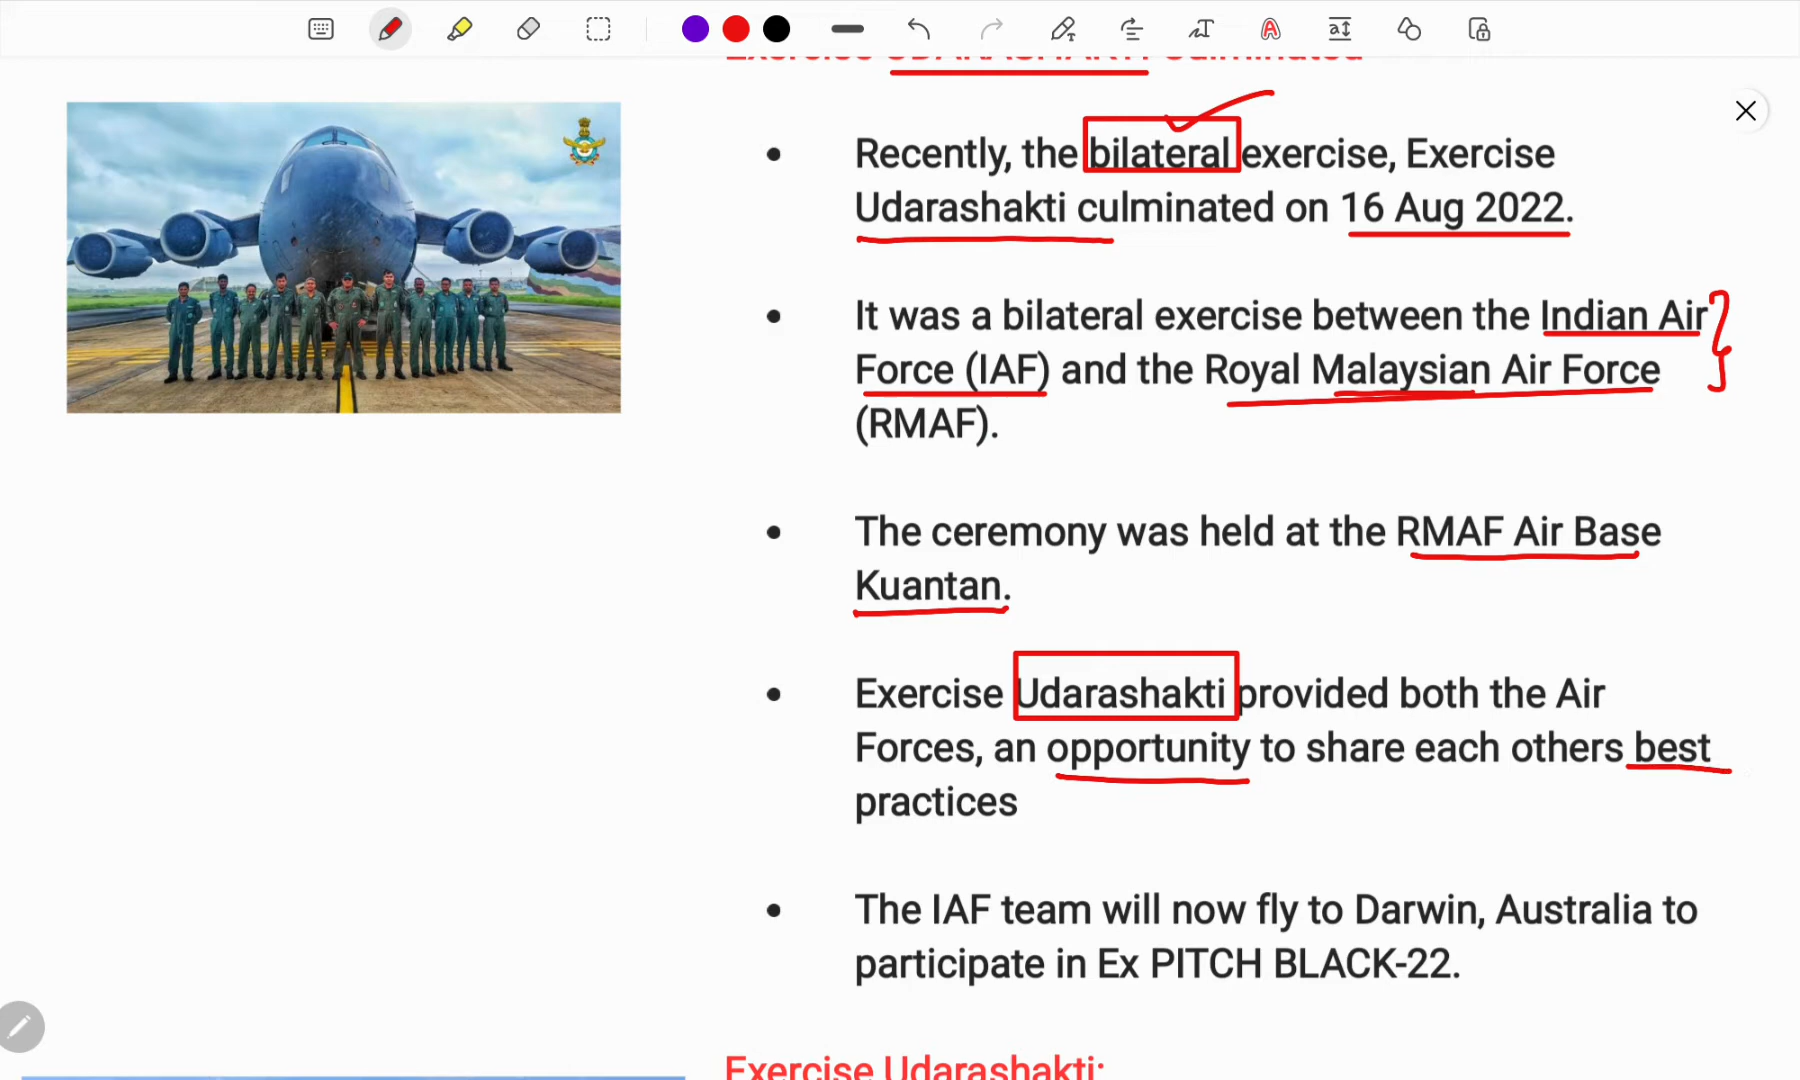 Exercise UDARASHAKTI Culminated
Recently, the bilateral exercise, Exercise
Udarashakti culminated on 16 Aug 2022.
It was a bilateral exercise between the Indian Air
Force (IAF) and the Royal Malaysian Air Force
(RMAF).
The ceremony was held at the RMAF Air Base
Kuantan.
Exercise Udarashakti provided both the Air
Forces, an opportunity to share each others best
practices
The IAF team will now fly to Darwin, Australia to
participate in Ex PITCH BLACK-22.
Exercise Udarashakti: